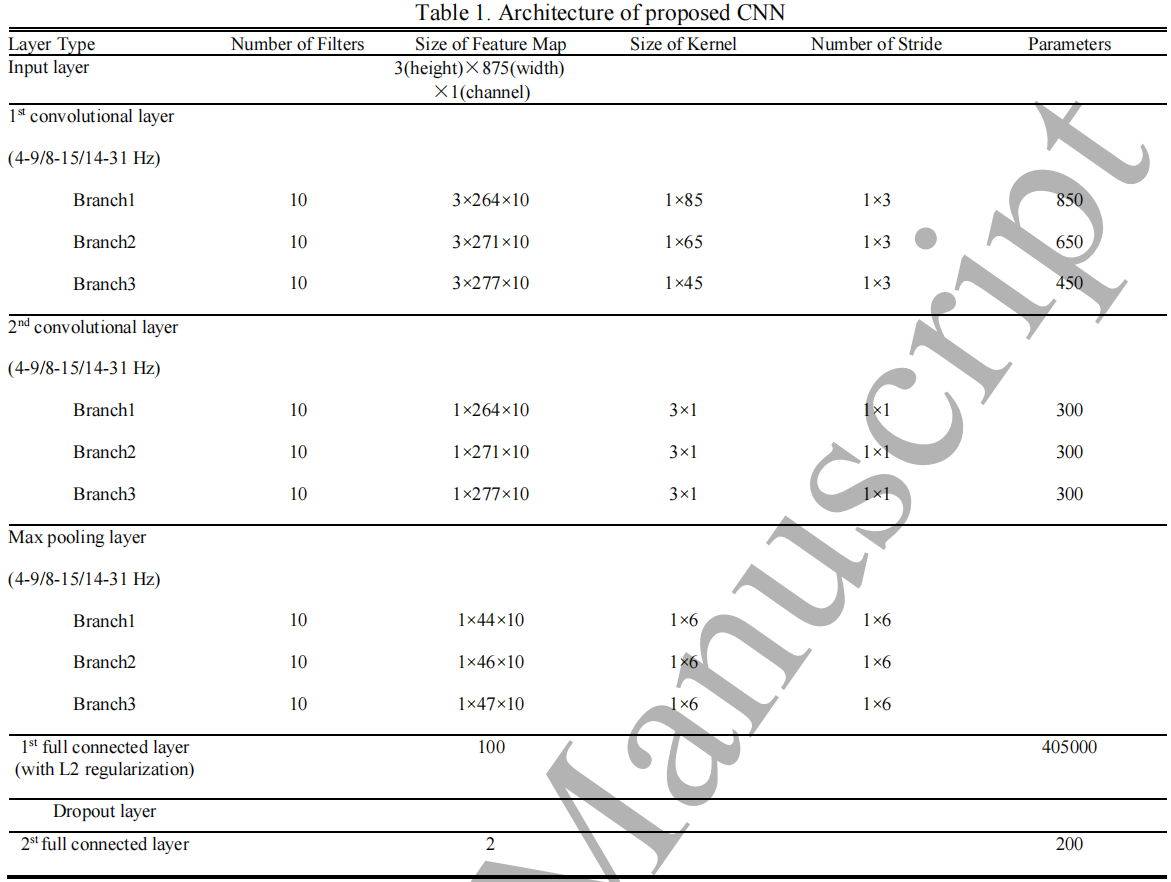 Table 1. Architecture of proposed CNN
Layer Type Number of Filters Size of Feature Map Size of Kernel Number of Stride Parameters
Input layer 3(height)×875(width)
×1(channel)
1st convolutional layer
(4-9/8-15/14-31 Hz)
Branch1 10 3×264×10 1×85 1×3 850
Branch2 10 3×271×10 1×65 1×3 650
Branch3 10 3×277×10 1×45 1×3 450
2nd convolutional layer
(4-9/8-15/14-31 Hz)
Branch1 10 1×264×10 3×1 1×1 300
Branch2 10 1×271×10 3×1 1×1 300
Branch3 10 1×277×10 3×1 1×1 300
Max pooling layer
(4-9/8-15/14-31 Hz)
Branch1 10 1×44×10 1×6 1×6
Branch2 10 1×46×10 1×6 1×6
Branch3 10 1×47×10 1×6 1×6
1st full connected layer 100 405000
(with L2 regularization)
Dropout layer
2st full connected layer 2 200
Manuscript